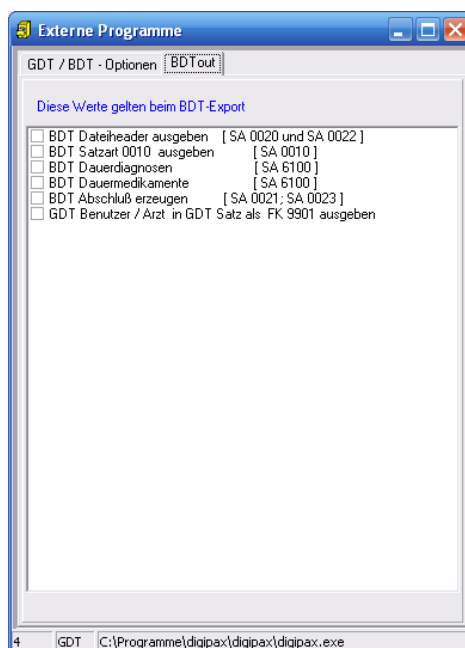 Externe Programme
GDT / BDT - Optionen BDTout
Diese Werte gelten beim BDT-Export
BDT Dateiheader ausgeben [ SA 0020 und SA 0022 ]
BDT Satzart 0010 ausgeben [ SA 0010 ]
BDT Dauerdiagnosen [ SA 6100 ]
BDT Dauermedikamente [ SA 6100 ]
BDT Abschluß erzeugen [ SA 0021; SA 0023 ]
GDT Benutzer / Arzt in GDT Satz als FK 9901 ausgeben
4 GDT C:\Programme\digipax\digipax\digipax.exe